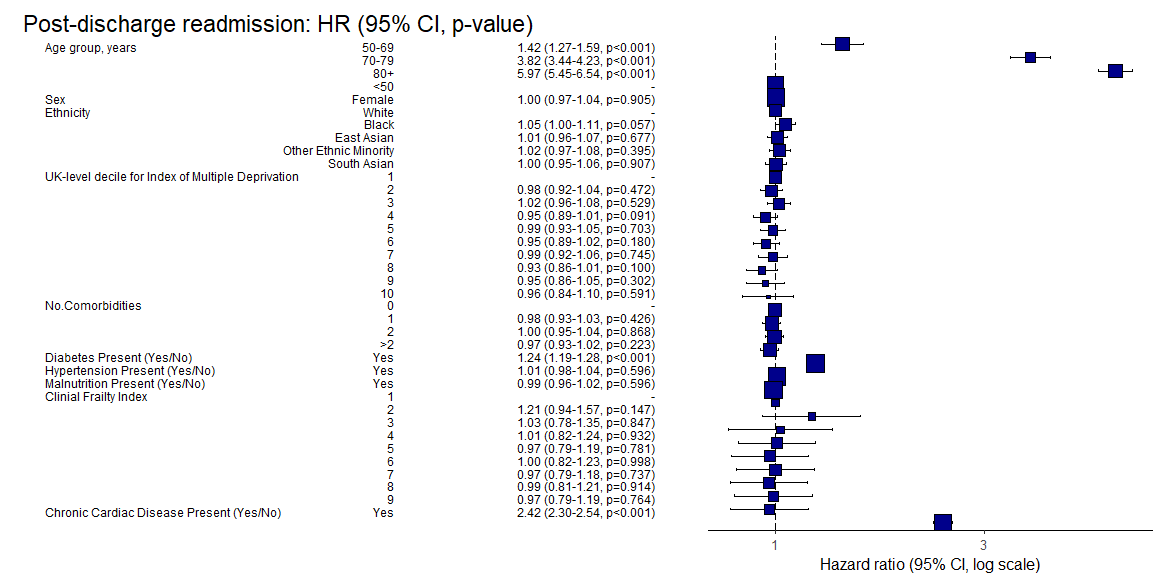 Post-discharge readmission: HR (95% CI, p-value)
Age group, years 50-69 1.42 (1.27-1.59, p<0.001)
70-79 3.82 (3.44-4.23, p<0.001)
80+ 5.97 (5.45-6.54, p<0.001)
<50 -
Sex Female 1.00 (0.97-1.04, p=0.905)
Ethnicity White -
Black 1.05 (1.00-1.11, p=0.057)
East Asian 1.01 (0.96-1.07, p=0.677)
Other Ethnic Minority 1.02 (0.97-1.08, p=0.395)
South Asian 1.00 (0.95-1.06, p=0.907)
UK-level decile for Index of Multiple Deprivation 1 -
2 0.98 (0.92-1.04, p=0.472)
3 1.02 (0.96-1.08, p=0.529)
4 0.95 (0.89-1.01, p=0.091)
5 0.99 (0.93-1.05, p=0.703)
6 0.95 (0.89-1.02, p=0.180)
7 0.99 (0.92-1.06, p=0.745)
8 0.93 (0.86-1.01, p=0.100)
9 0.95 (0.86-1.05, p=0.302)
10 0.96 (0.84-1.10, p=0.591)
No.Comorbidities 0 -
1 0.98 (0.93-1.03, p=0.426)
2 1.00 (0.95-1.04, p=0.868)
>2 0.97 (0.93-1.02, p=0.223)
Diabetes Present (Yes/No) Yes 1.24 (1.19-1.28, p<0.001)
Hypertension Present (Yes/No) Yes 1.01 (0.98-1.04, p=0.596)
Malnutrition Present (Yes/No) Yes 0.99 (0.96-1.02, p=0.596)
Clinial Frailty Index 1 -
2 1.21 (0.94-1.57, p=0.147)
3 1.03 (0.78-1.35, p=0.847)
4 1.01 (0.82-1.24, p=0.932)
5 0.97 (0.79-1.19, p=0.781)
6 1.00 (0.82-1.23, p=0.998)
7 0.97 (0.79-1.18, p=0.737)
8 0.99 (0.81-1.21, p=0.914)
9 0.97 (0.79-1.19, p=0.764)
Chronic Cardiac Disease Present (Yes/No) Yes 2.42 (2.30-2.54, p<0.001)
1 3
Hazard ratio (95% CI, log scale)